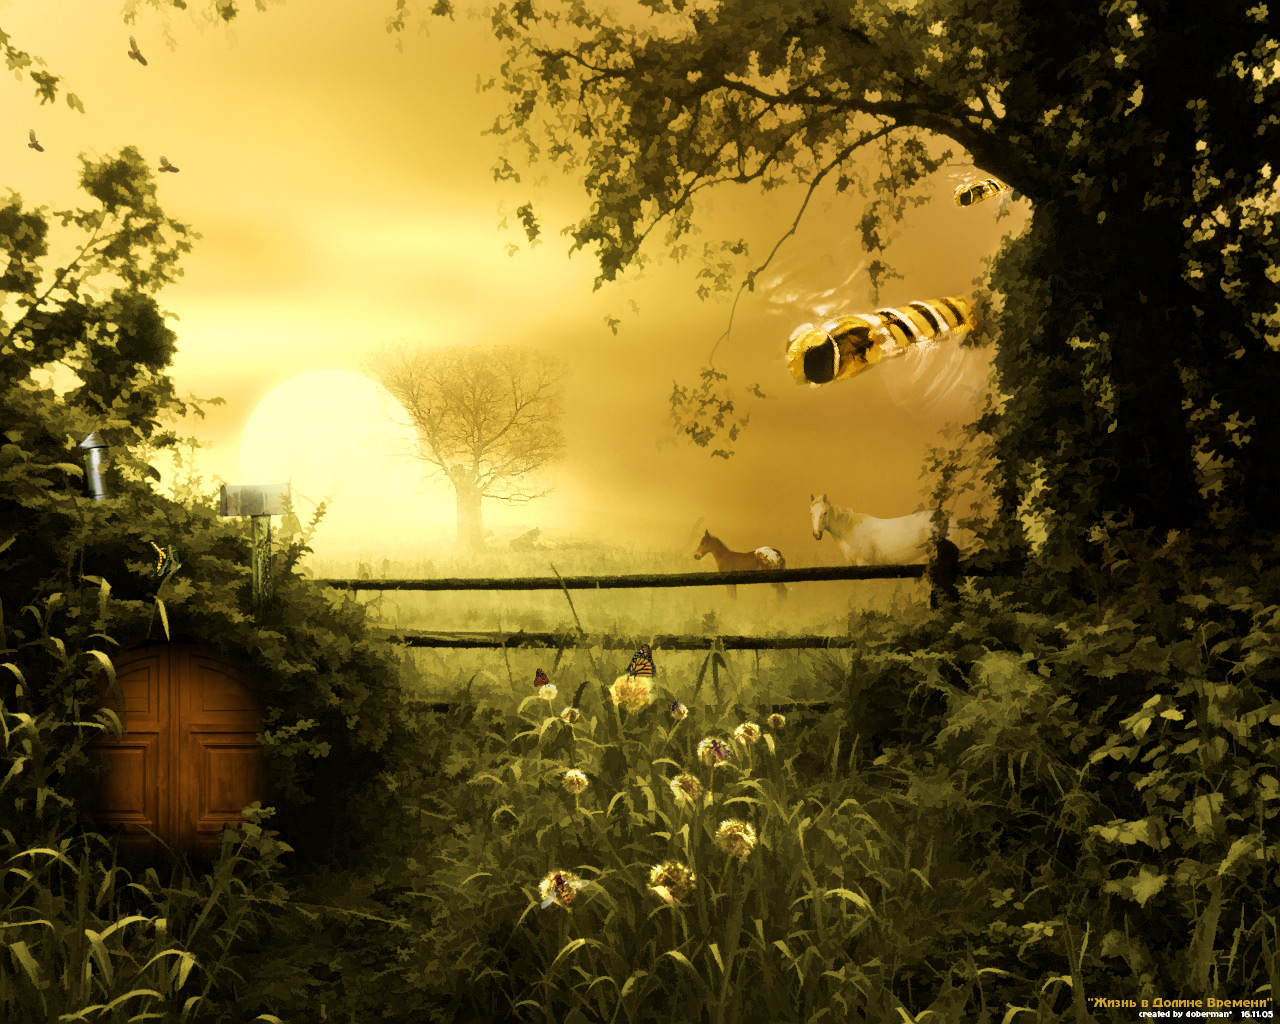 "Жизнь в Долине Времени"
created by doberman* 16.11.05